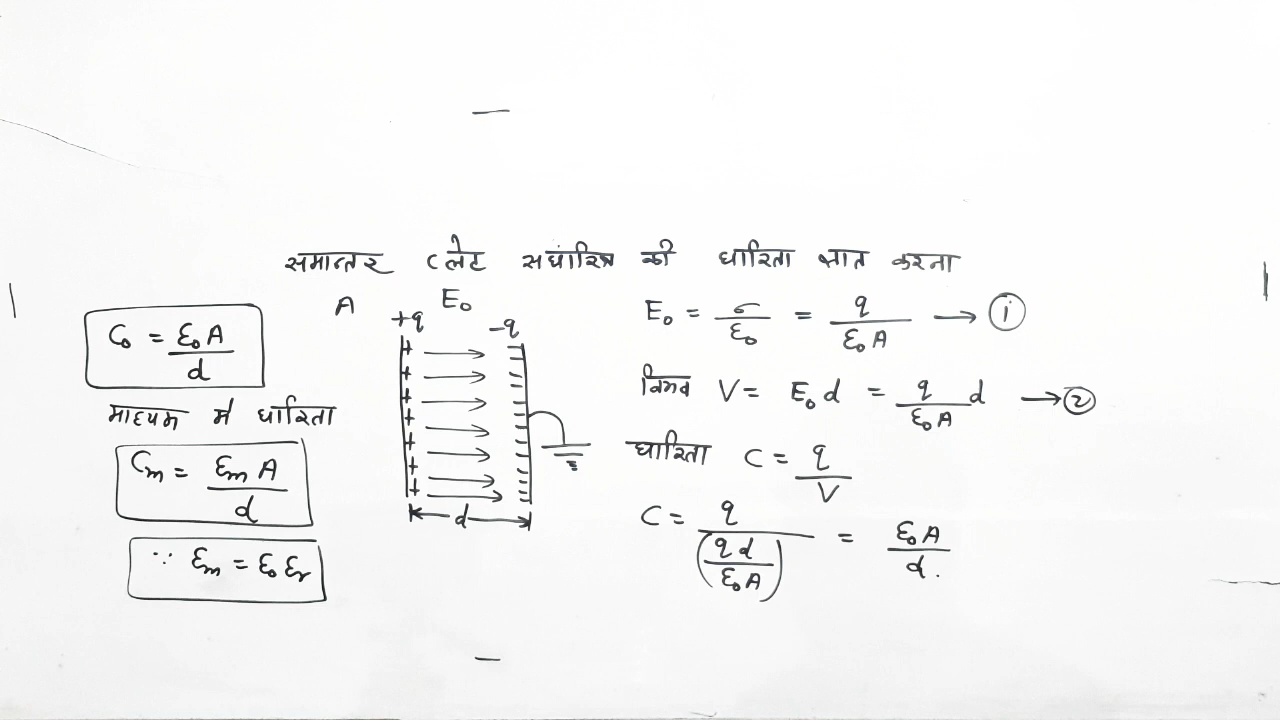 समान्तर प्लेट संधारित्र की धारिता ज्ञात करना
C₀ = ε₀A/d
माध्यम में धारिता
Cₘ = εₘA/d
∵ εₘ = ε₀εᵣ
A E₀
+q -q
d
E₀ = σ/ε₀ = q/ε₀A → (i)
विभव V = E₀d = q/ε₀A d → (2)
धारिता C = q/V
C = q/(qd/ε₀A) = ε₀A/d.